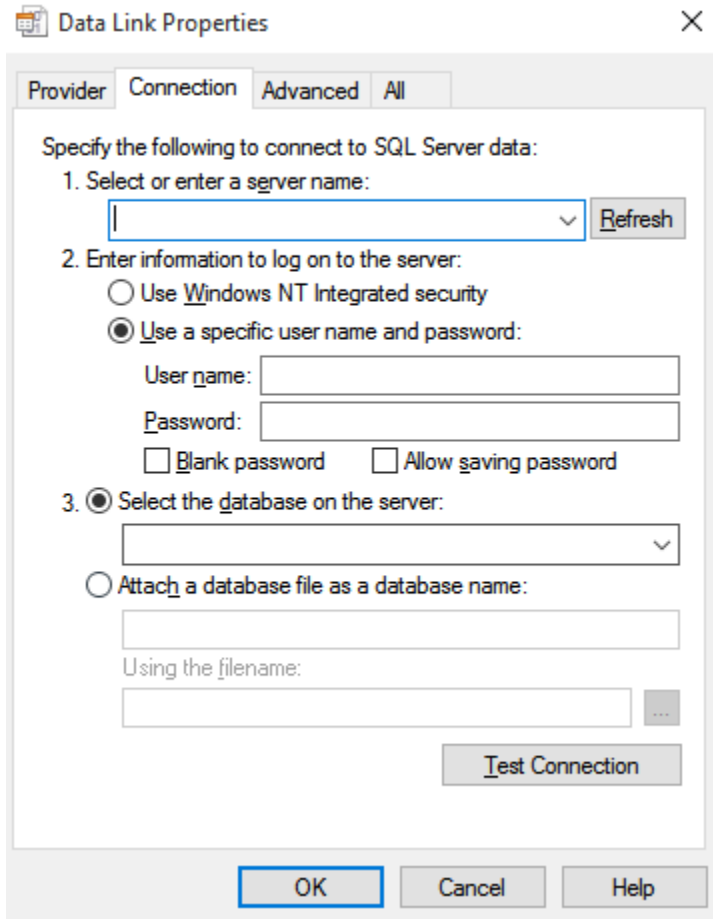 Data Link Properties
Provider Connection Advanced All
Specify the following to connect to SQL Server data:
1. Select or enter a server name:
Refresh
2. Enter information to log on to the server:
Use Windows NT Integrated security
Use a specific user name and password:
User name:
Password:
Blank password Allow saving password
3. Select the database on the server:
Attach a database file as a database name:
Using the filename:
...
Test Connection
OK Cancel Help